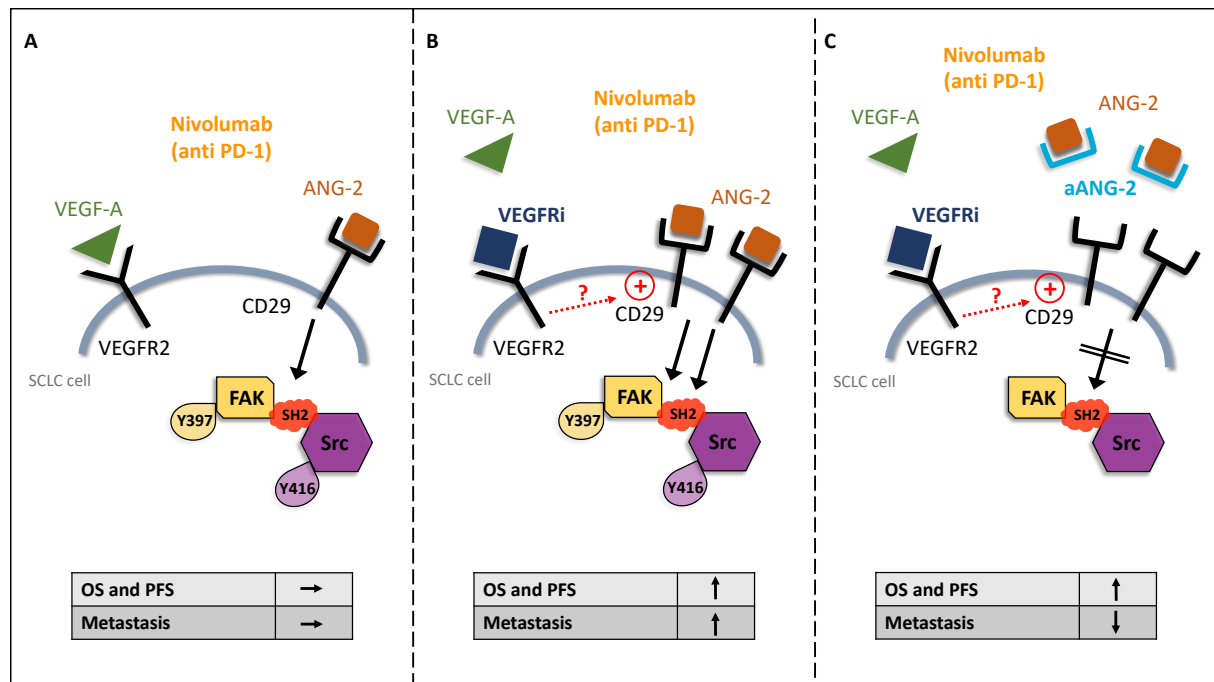 A
Nivolumab
(anti PD-1)
VEGF-A
ANG-2
CD29
VEGFR2
SCLC cell
FAK
Y397
SH2
Src
Y416
OS and PFS →
Metastasis →
B
Nivolumab
(anti PD-1)
VEGF-A
VEGFRi
ANG-2
?
+
CD29
VEGFR2
SCLC cell
FAK
Y397
SH2
Src
Y416
OS and PFS ↑
Metastasis ↑
C
Nivolumab
(anti PD-1)
VEGF-A
ANG-2
aANG-2
VEGFRi
?
+
CD29
VEGFR2
SCLC cell
FAK
SH2
Src
OS and PFS ↑
Metastasis ↓